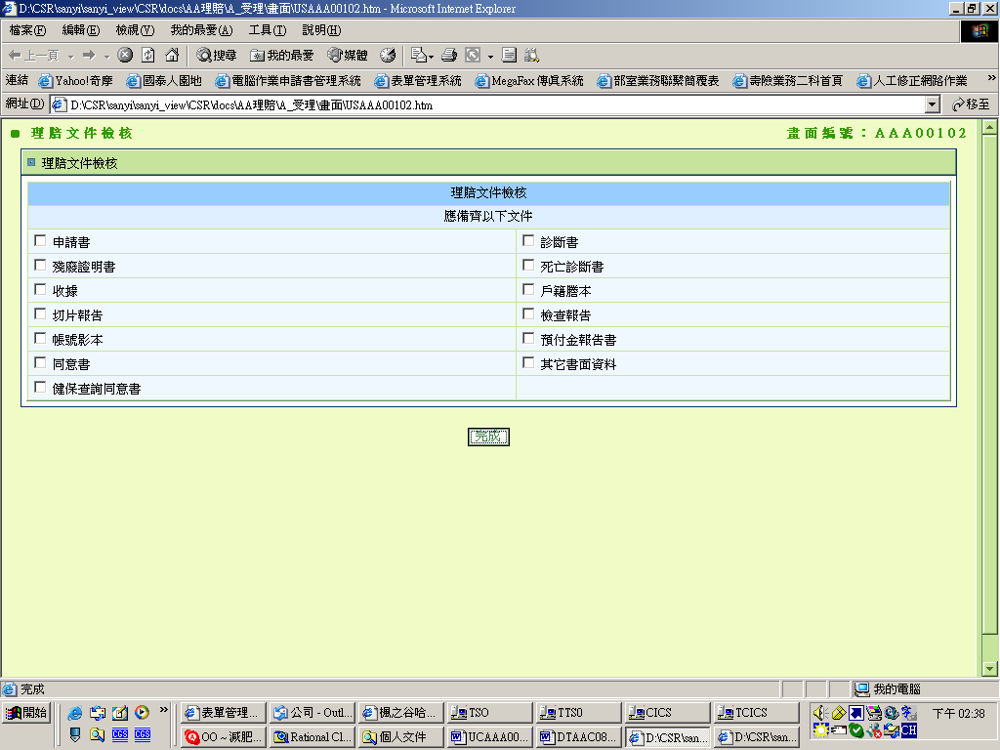 D:\CSR\sanyi\sanyi_view\CSR\docs\AA理賠\A_受理\畫面\USAAA00102.htm - Microsoft Internet Explorer
檔案(F) 編輯(E) 檢視(V) 我的最愛(A) 工具(T) 說明(H)
上一頁 搜尋 我的最愛 媒體
連結 Yahoo!奇摩 國泰人園地 電腦作業申請書管理系統 表單管理系統 MegaFax傳真系統 部室業務聯繫簡覆表 壽險業務二科首頁 人工修正網路作業 »
網址(D) D:\CSR\sanyi\sanyi_view\CSR\docs\AA理賠\A_受理\畫面\USAAA00102.htm 移至
理賠文件檢核 畫面編號：AAA00102
理賠文件檢核
理賠文件檢核
應備齊以下文件
申請書 診斷書
殘廢證明書 死亡診斷書
收據 戶籍謄本
切片報告 檢查報告
帳號影本 預付金報告書
同意書 其它書面資料
健保查詢同意書
完成
完成 我的電腦
開始 » 表單管理... 公司 - Outl... 楓之谷哈... TSO TTSO CICS TCICS 下午 02:38
CGS CGS OO ~ 減肥... Rational Cl... 個人文件 UCAAA00... DTAAC08... D:\CSR\san... D:\CSR\san... CH